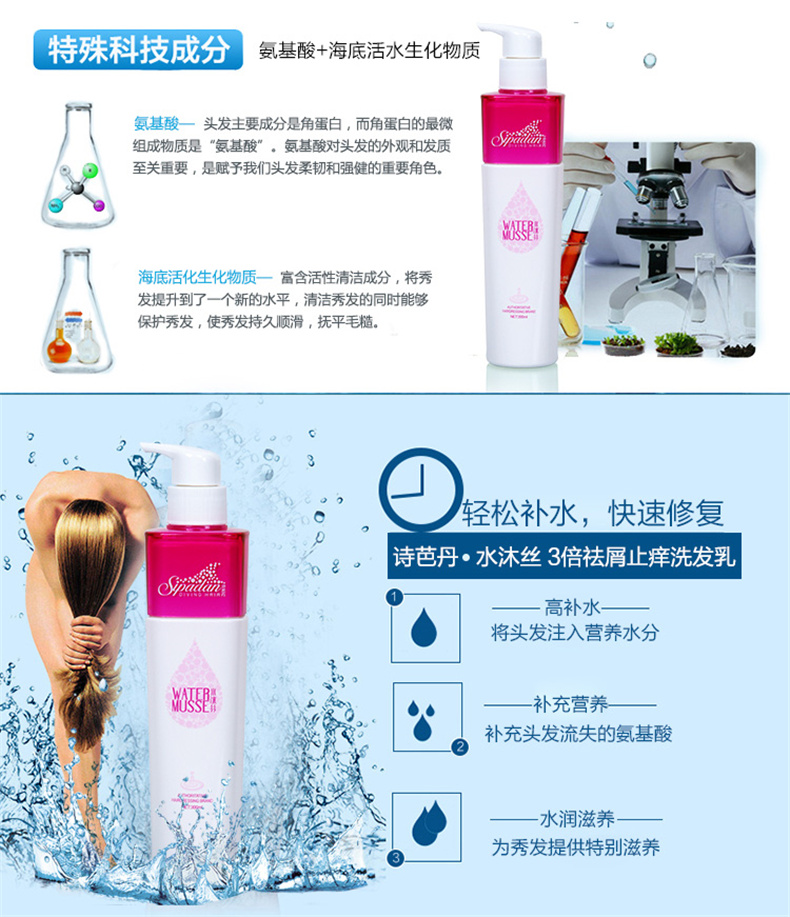 特殊科技成分
氨基酸+海底活水生化物质
氨基酸— 头发主要成分是角蛋白，而角蛋白的最微
组成物质是“氨基酸”。氨基酸对头发的外观和发质
至关重要，是赋予我们头发柔韧和强健的重要角色。
海底活化生化物质— 富含活性清洁成分，将秀
发提升到了一个新的水平，清洁秀发的同时能够
保护秀发，使秀发持久顺滑，抚平毛糙。
Sipadan
DIVING HAIR
WATER
MUSSE
轻松补水，快速修复
诗芭丹•水沐丝 3倍祛屑止痒洗发乳
Sipadan
DIVING HAIR
WATER
MUSSE
1
高补水
将头发注入营养水分
补充营养
补充头发流失的氨基酸
2
水润滋养
为秀发提供特别滋养
3